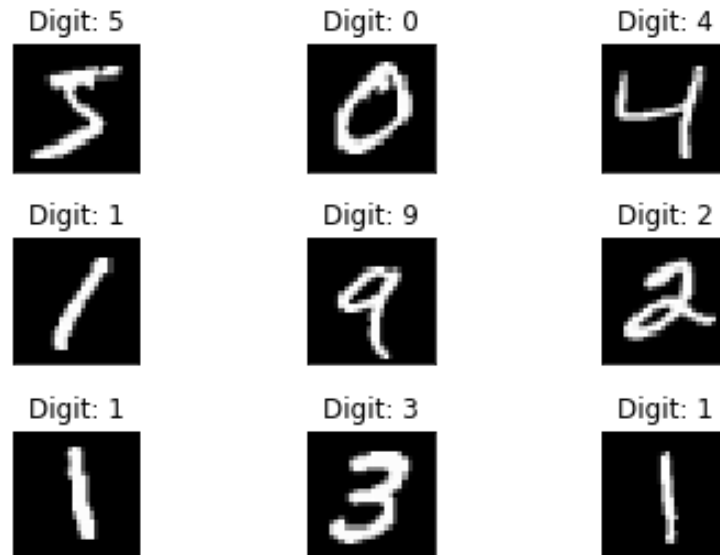 Digit: 5 Digit: 0 Digit: 4
5 0 4
Digit: 1 Digit: 9 Digit: 2
1 9 2
Digit: 1 Digit: 3 Digit: 1
1 3 1